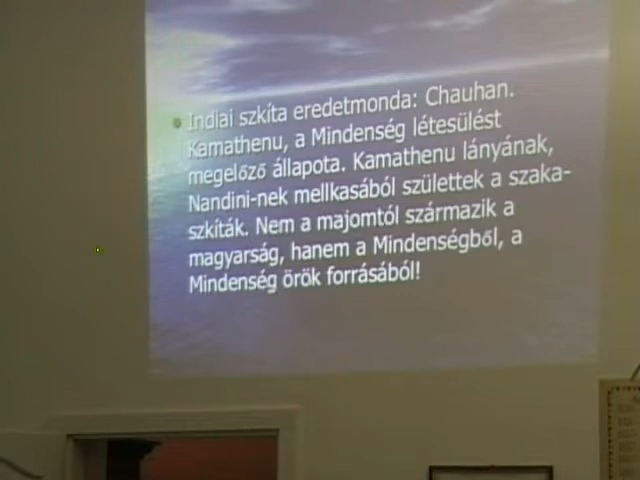 • Indiai szkíta eredetmonda: Chauhan.
Kamathenu, a Mindenség létesülést
megelőző állapota. Kamathenu lányának,
Nandini-nek mellkasából születtek a szaka-
szkíták. Nem a majomtól származik a
magyarság, hanem a Mindenségből, a
Mindenség örök forrásából!